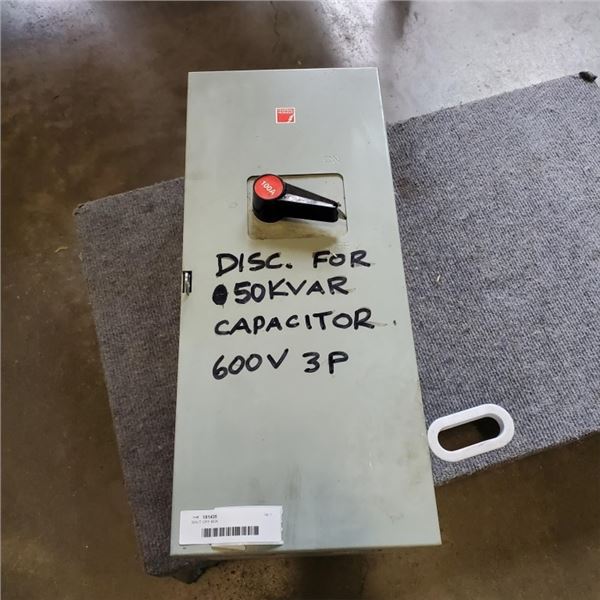 100A
DISC. FOR
50KVAR
CAPACITOR
600V 3P